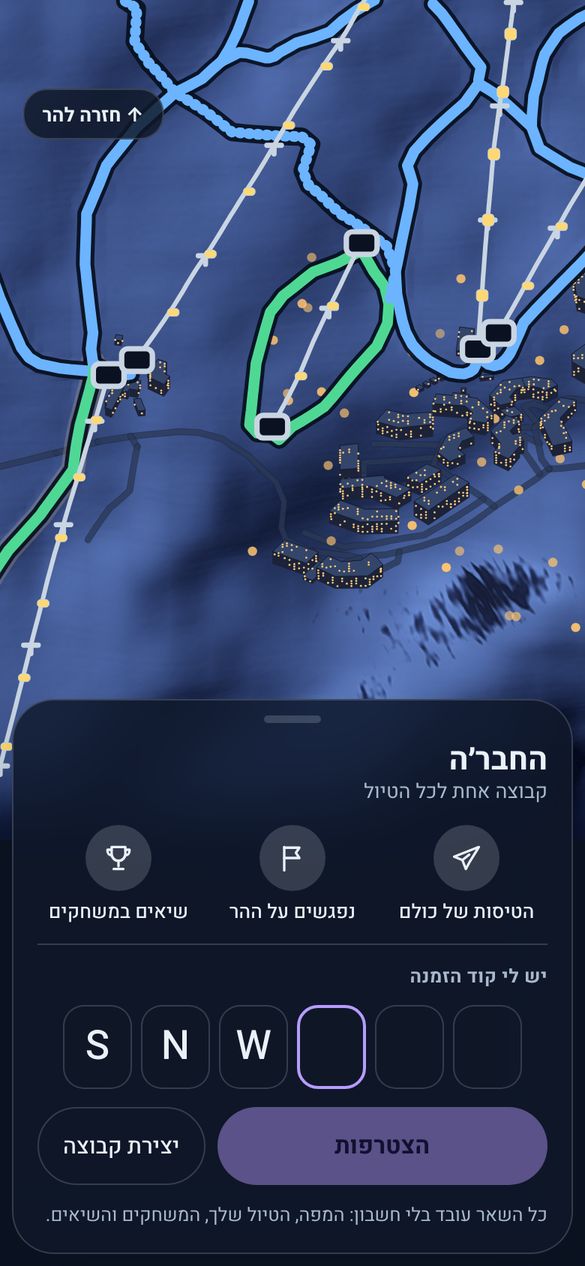 ↑ חזרה להר
החבר׳ה
קבוצה אחת לכל הטיול
הטיסות של כולם
נפגשים על ההר
שיאים במשחקים
יש לי קוד הזמנה
S N W
הצטרפות
יצירת קבוצה
כל השאר עובד בלי חשבון: המפה, הטיול שלך, המשחקים והשיאים.